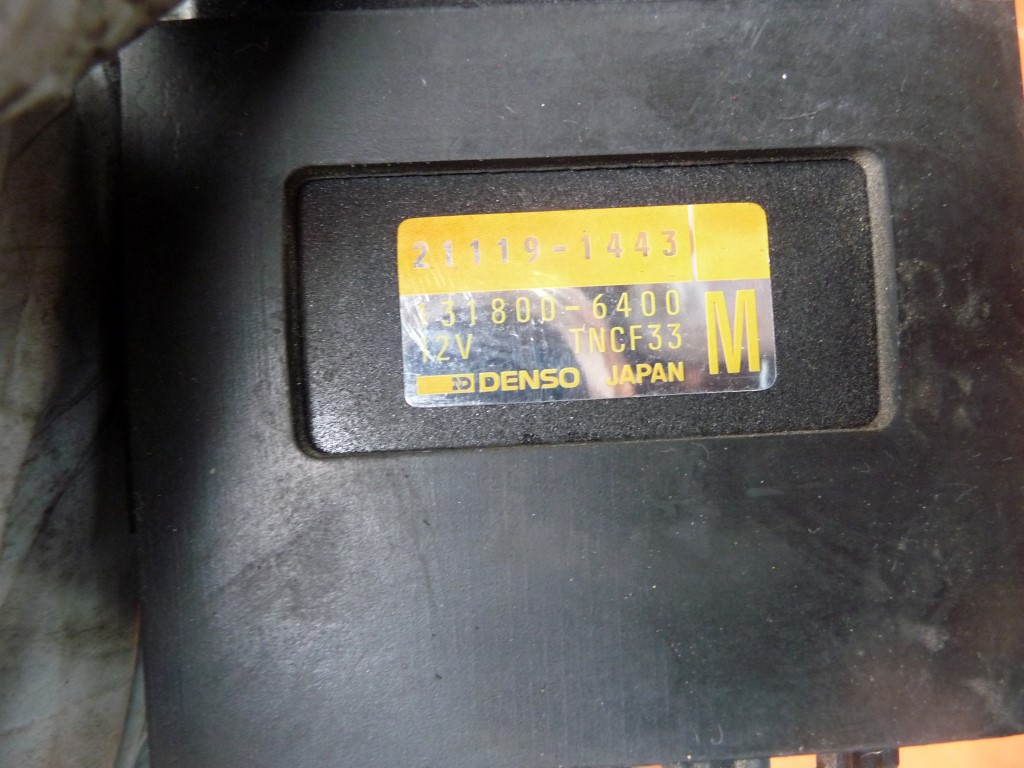 21119-1443
131800-6400
12V TNCF33
DENSO JAPAN
M